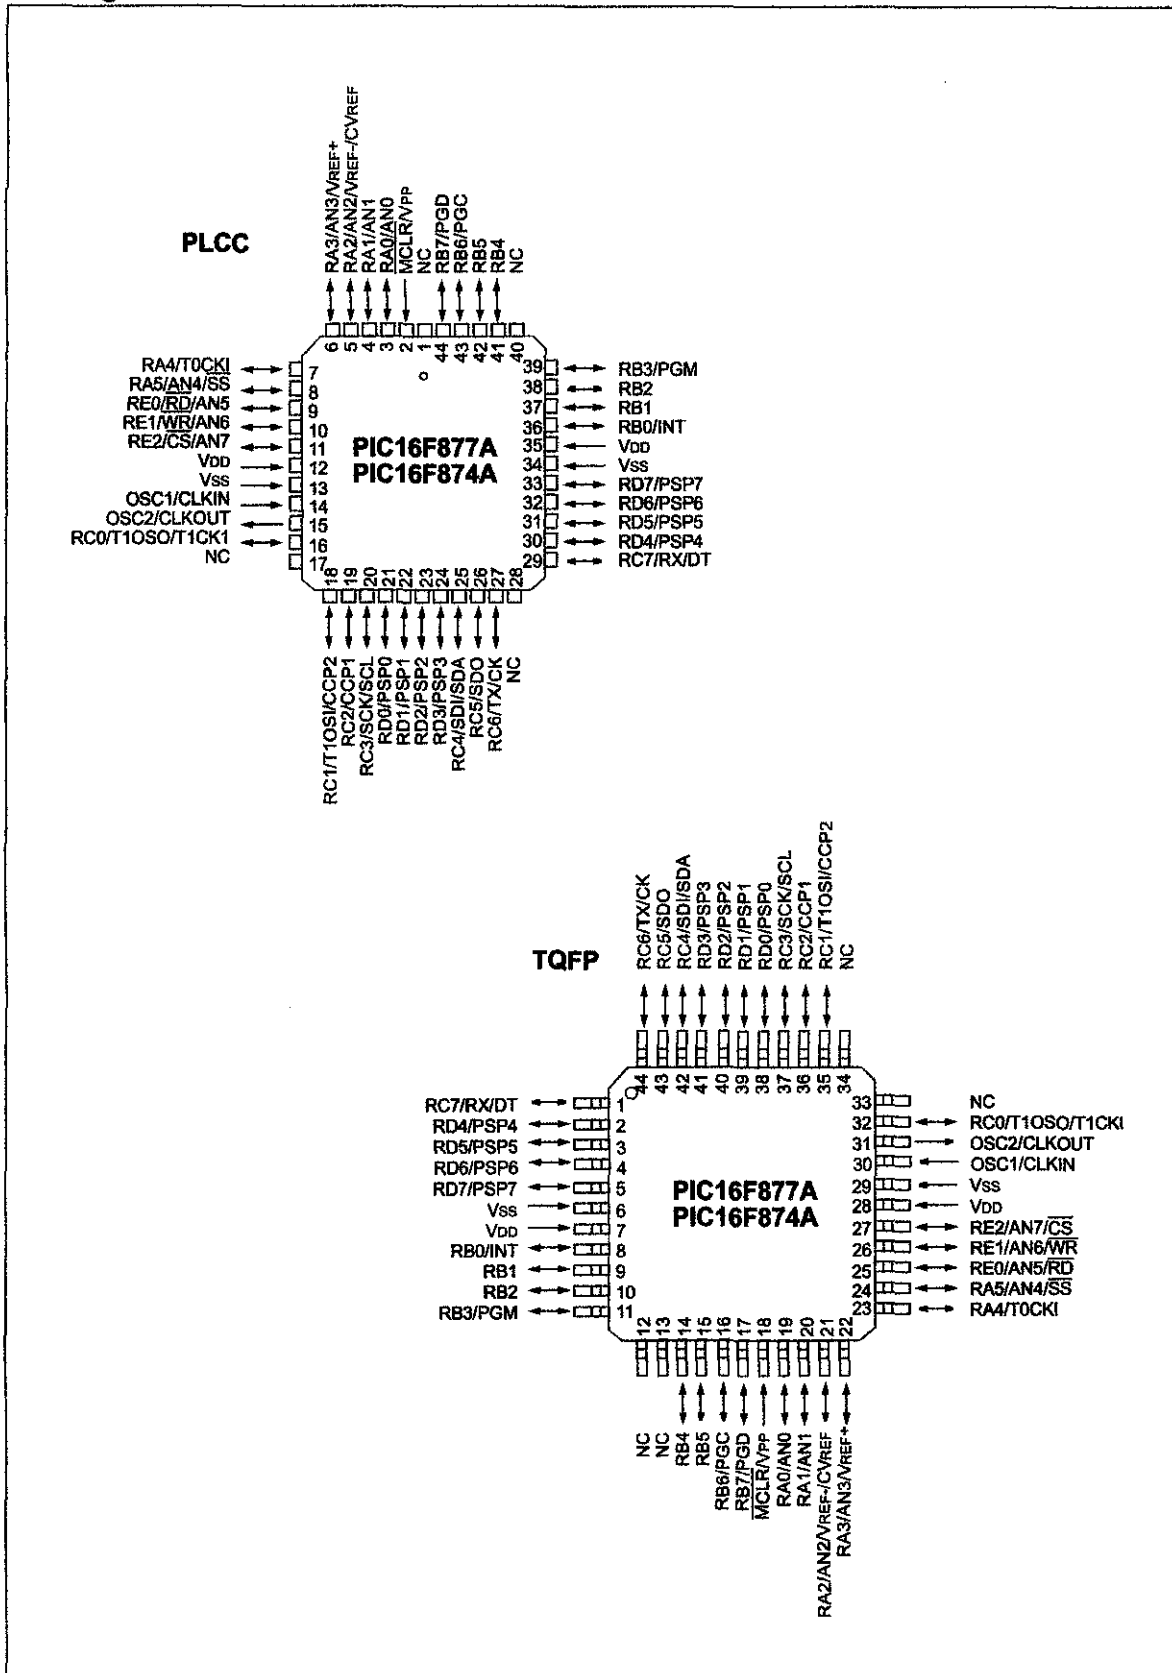 PLCC
RA3/AN3/VREF+
RA2/AN2/VREF-/CVREF
RA1/AN1
RA0/AN0
MCLR/VPP
NC
RB7/PGD
RB6/PGC
RB5
RB4
NC
6 5 4 3 2 1 44 43 42 41 40
RA4/T0CKI 7
RA5/AN4/SS 8
RE0/RD/AN5 9
RE1/WR/AN6 10
RE2/CS/AN7 11
VDD 12
VSS 13
OSC1/CLKIN 14
OSC2/CLKOUT 15
RC0/T1OSO/T1CK1 16
NC 17
PIC16F877A
PIC16F874A
39 RB3/PGM
38 RB2
37 RB1
36 RB0/INT
35 VDD
34 VSS
33 RD7/PSP7
32 RD6/PSP6
31 RD5/PSP5
30 RD4/PSP4
29 RC7/RX/DT
18 19 20 21 22 23 24 25 26 27 28
RC1/T1OSI/CCP2
RC2/CCP1
RC3/SCK/SCL
RD0/PSP0
RD1/PSP1
RD2/PSP2
RD3/PSP3
RC4/SDI/SDA
RC5/SDO
RC6/TX/CK
NC
TQFP
RC6/TX/CK
RC5/SDO
RC4/SDI/SDA
RD3/PSP3
RD2/PSP2
RD1/PSP1
RD0/PSP0
RC3/SCK/SCL
RC2/CCP1
RC1/T1OSI/CCP2
NC
44 43 42 41 40 39 38 37 36 35 34
RC7/RX/DT 1
RD4/PSP4 2
RD5/PSP5 3
RD6/PSP6 4
RD7/PSP7 5
VSS 6
VDD 7
RB0/INT 8
RB1 9
RB2 10
RB3/PGM 11
PIC16F877A
PIC16F874A
33 NC
32 RC0/T1OSO/T1CKI
31 OSC2/CLKOUT
30 OSC1/CLKIN
29 VSS
28 VDD
27 RE2/AN7/CS
26 RE1/AN6/WR
25 RE0/AN5/RD
24 RA5/AN4/SS
23 RA4/T0CKI
12 13 14 15 16 17 18 19 20 21 22
NC
NC
RB4
RB5
RB6/PGC
RB7/PGD
MCLR/VPP
RA0/AN0
RA1/AN1
RA2/AN2/VREF-/CVREF
RA3/AN3/VREF+